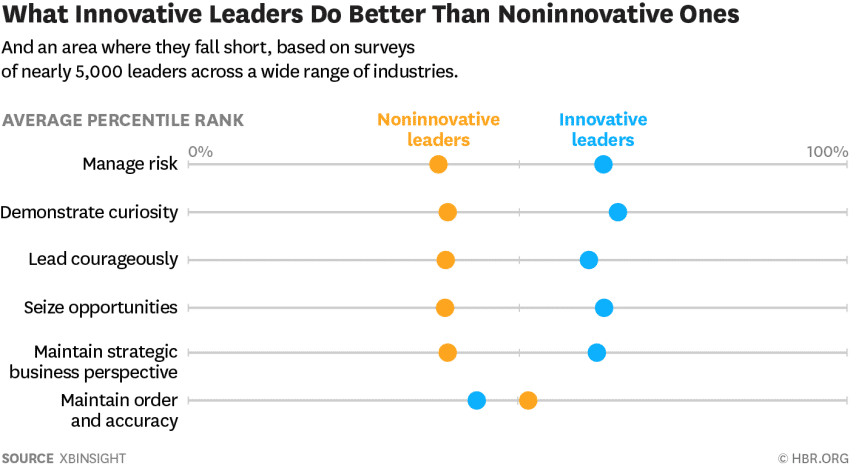 What Innovative Leaders Do Better Than Noninnovative Ones
And an area where they fall short, based on surveys
of nearly 5,000 leaders across a wide range of industries.
AVERAGE PERCENTILE RANK
Noninnovative
leaders
Innovative
leaders
0%
100%
Manage risk
Demonstrate curiosity
Lead courageously
Seize opportunities
Maintain strategic
business perspective
Maintain order
and accuracy
SOURCE XBINSIGHT
© HBR.ORG